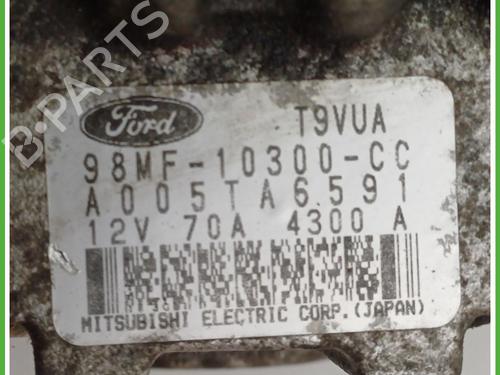 Ford T9VUA
98MF-10300-CC
A005TA6591
12V 70A 4300 A
MITSUBISHI ELECTRIC CORP. (JAPAN)
B-PARTS